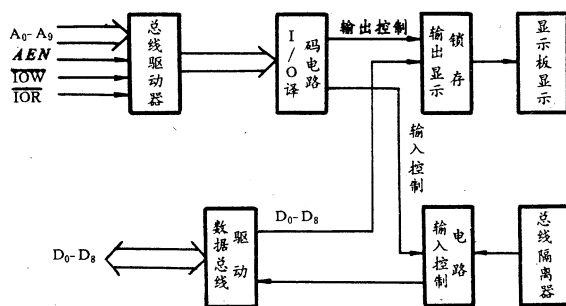 A₀-A₉
AEN
I̅O̅W̅
I̅O̅R̅
总线驱动器
I/O译码电路
输出控制
输出显示锁存
显示板显示
输入控制
D₀-D₈
D₀-D₈
数据总线驱动
输入控制电路
总线隔离器